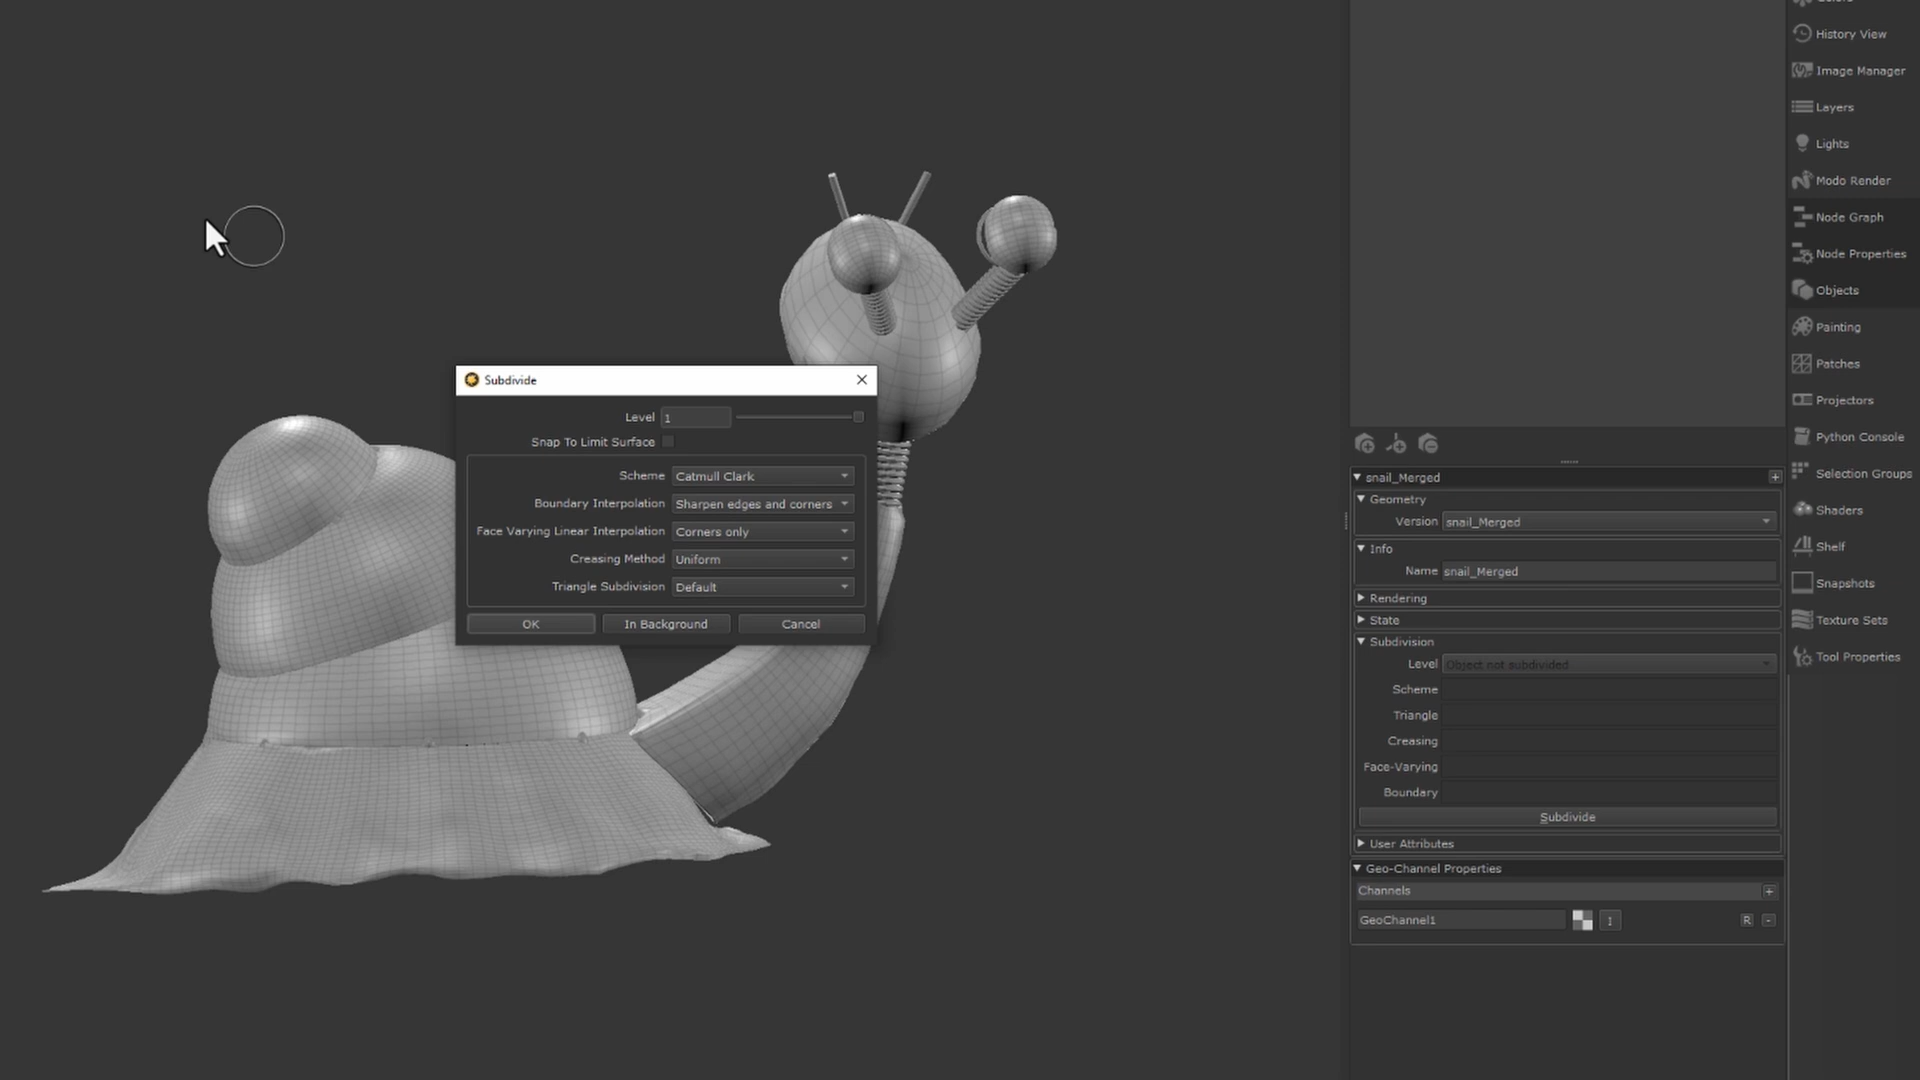 Colors
History View
Image Manager
Layers
Lights
Modo Render
Node Graph
Node Properties
Objects
Painting
Patches
Projectors
Python Console
Selection Groups
Shaders
Shelf
Snapshots
Texture Sets
Tool Properties
Subdivide
Level 1
Snap To Limit Surface
Scheme Catmull Clark
Boundary Interpolation Sharpen edges and corners
Face Varying Linear Interpolation Corners only
Creasing Method Uniform
Triangle Subdivision Default
OK In Background Cancel
snail_Merged
Geometry
Version snail_Merged
Info
Name snail_Merged
Rendering
State
Subdivision
Level Object not subdivided
Scheme
Triangle
Creasing
Face-Varying
Boundary
Subdivide
User Attributes
Geo-Channel Properties
Channels
GeoChannel1 1 R